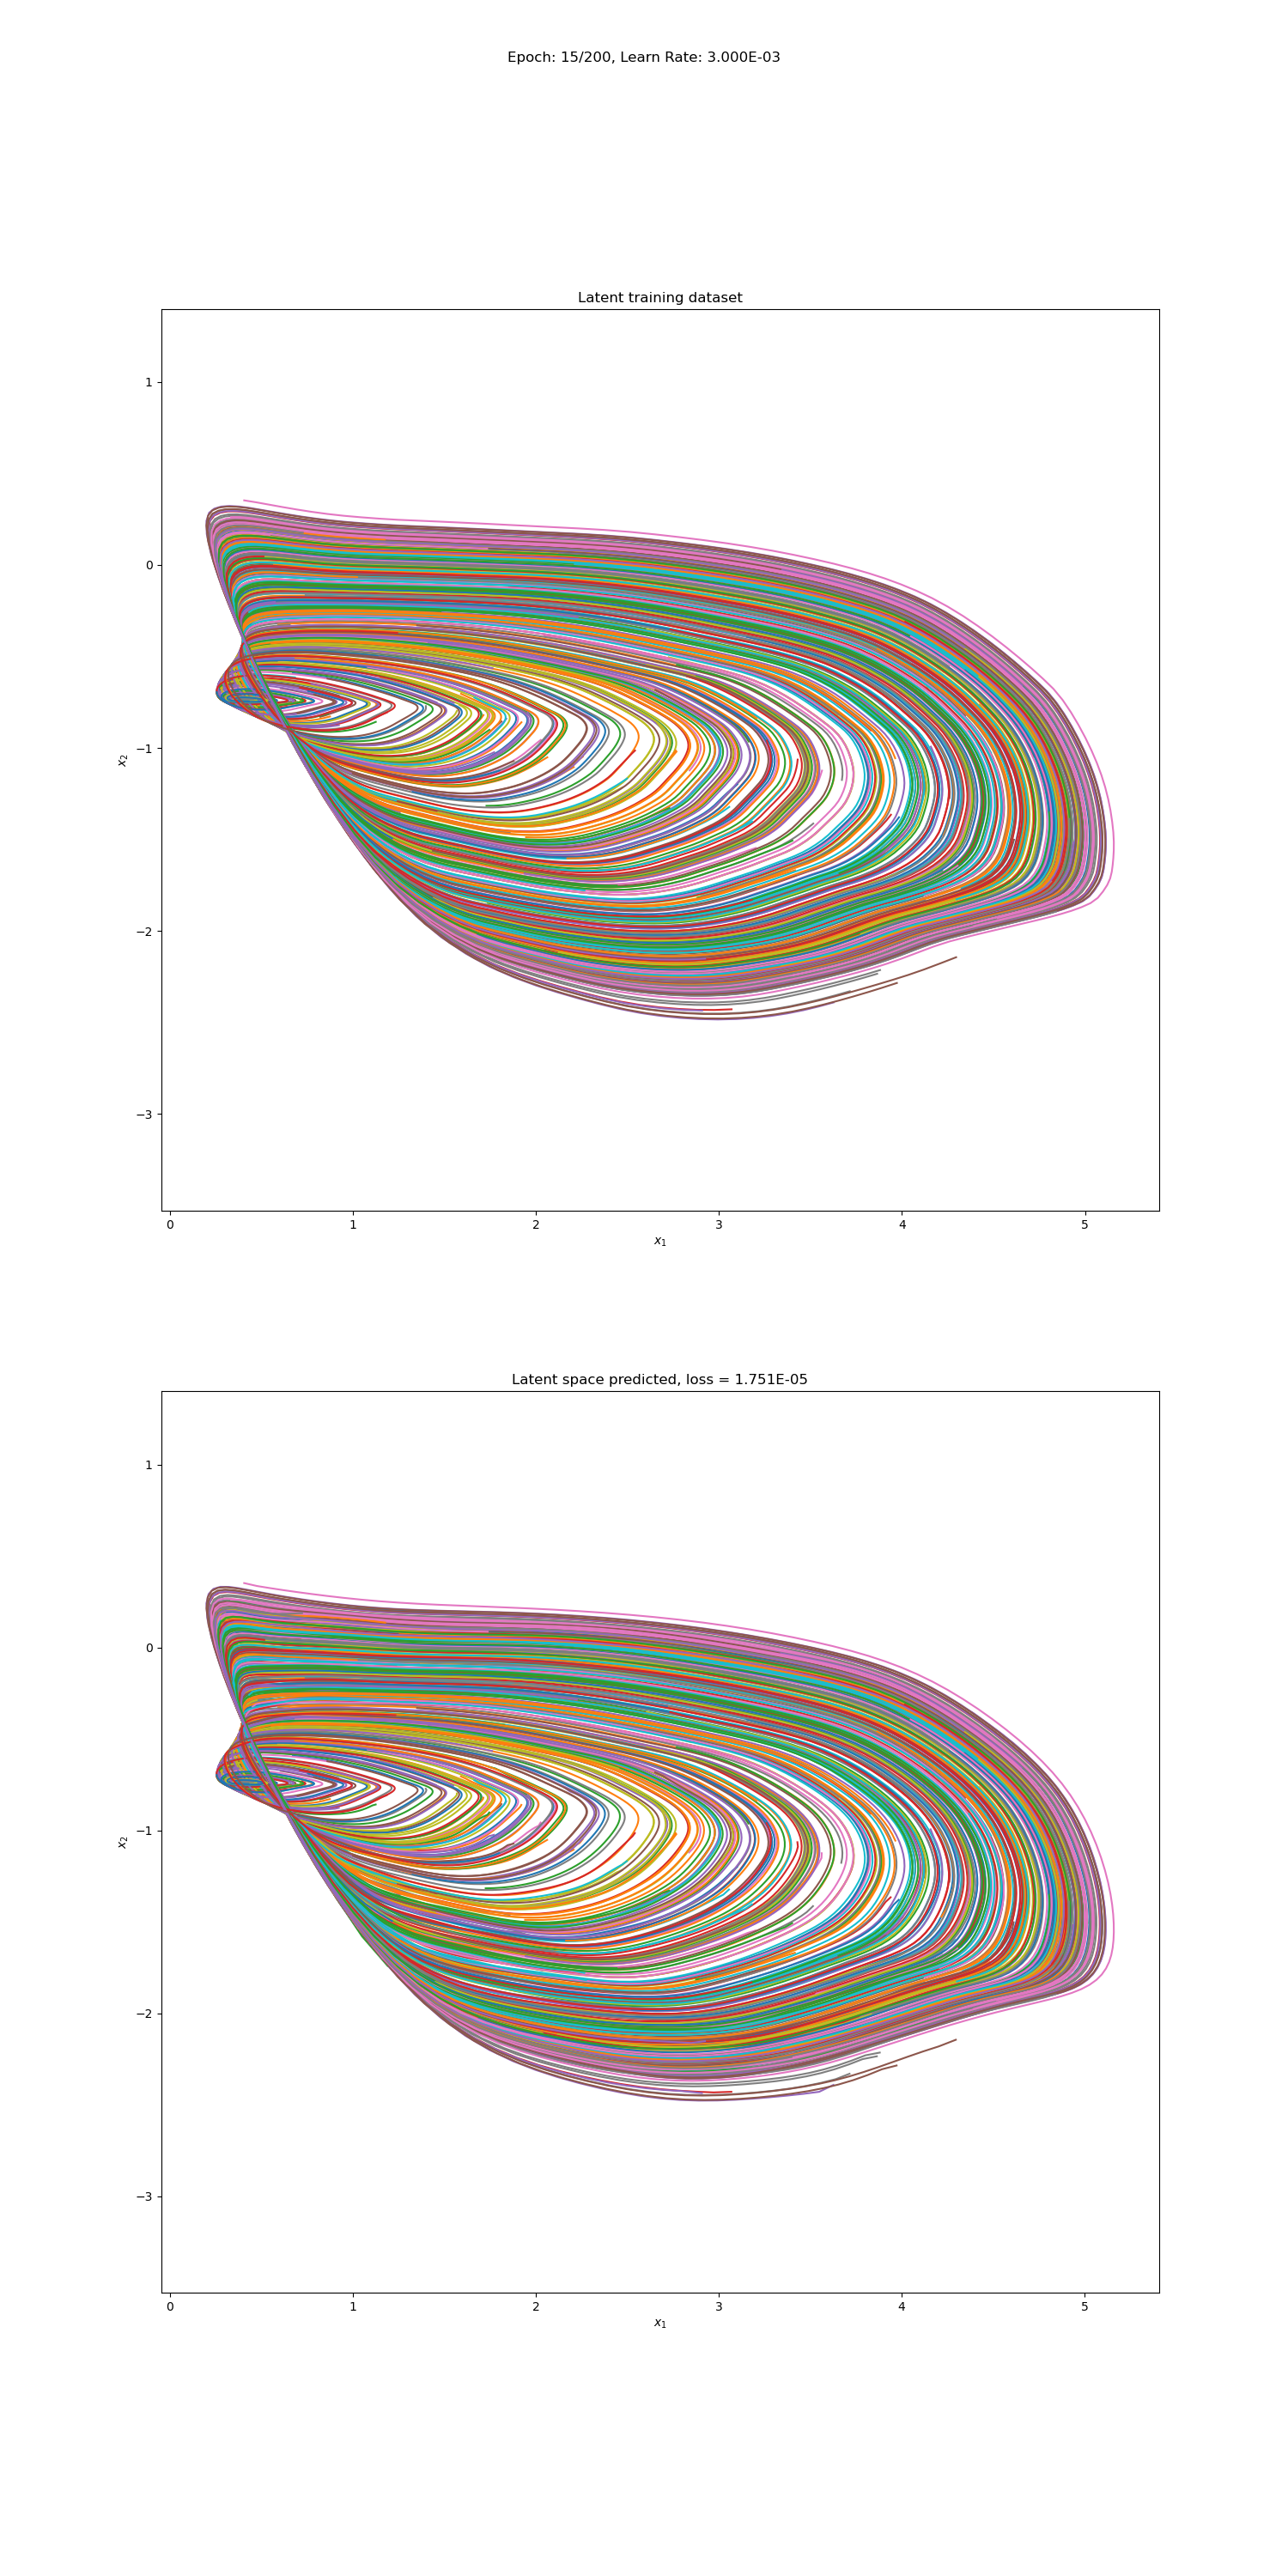 Epoch: 15/200, Learn Rate: 3.000E-03
Latent training dataset
1
0
−1
−2
−3
x₂
0 1 2 3 4 5
x₁
Latent space predicted, loss = 1.751E-05
1
0
−1
−2
−3
x₂
0 1 2 3 4 5
x₁